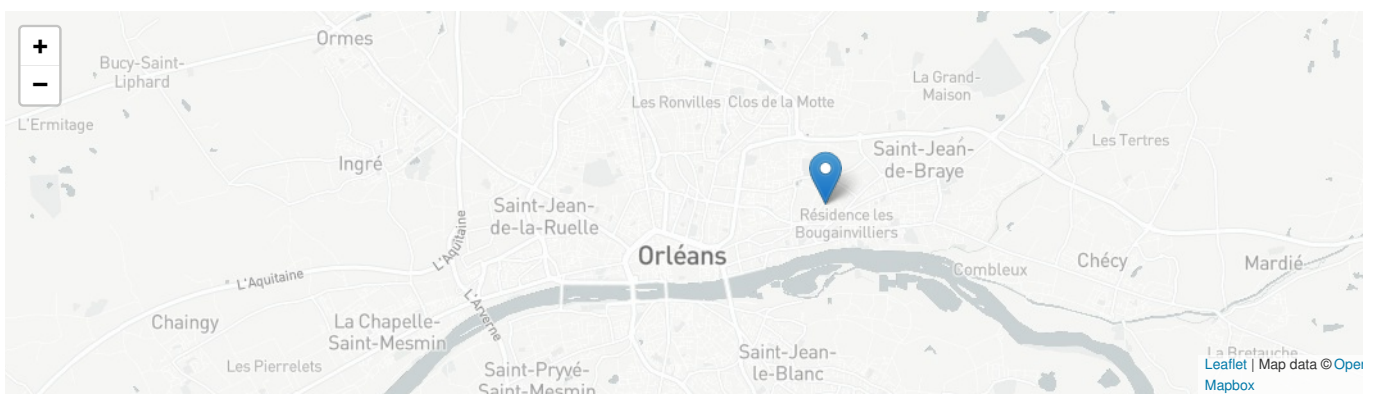 +
−
Ormes
Bucy-Saint-
Liphard
L'Ermitage
Ingré
Les Ronvilles
Clos de la Motte
La Grand-
Maison
Les Tertres
Saint-Jean-
de-Braye
Saint-Jean-
de-la-Ruelle
Résidence les
Bougainvilliers
Orléans
L'Aquitaine
L'Aquitaine
Combleux
Chécy
Mardié
L'Arverne
Chaingy
La Chapelle-
Saint-Mesmin
Les Pierrelets
Saint-Pryvé-
Saint-Mesmin
Saint-Jean-
le-Blanc
La Bretauche
Leaflet | Map data © Oper
Mapbox